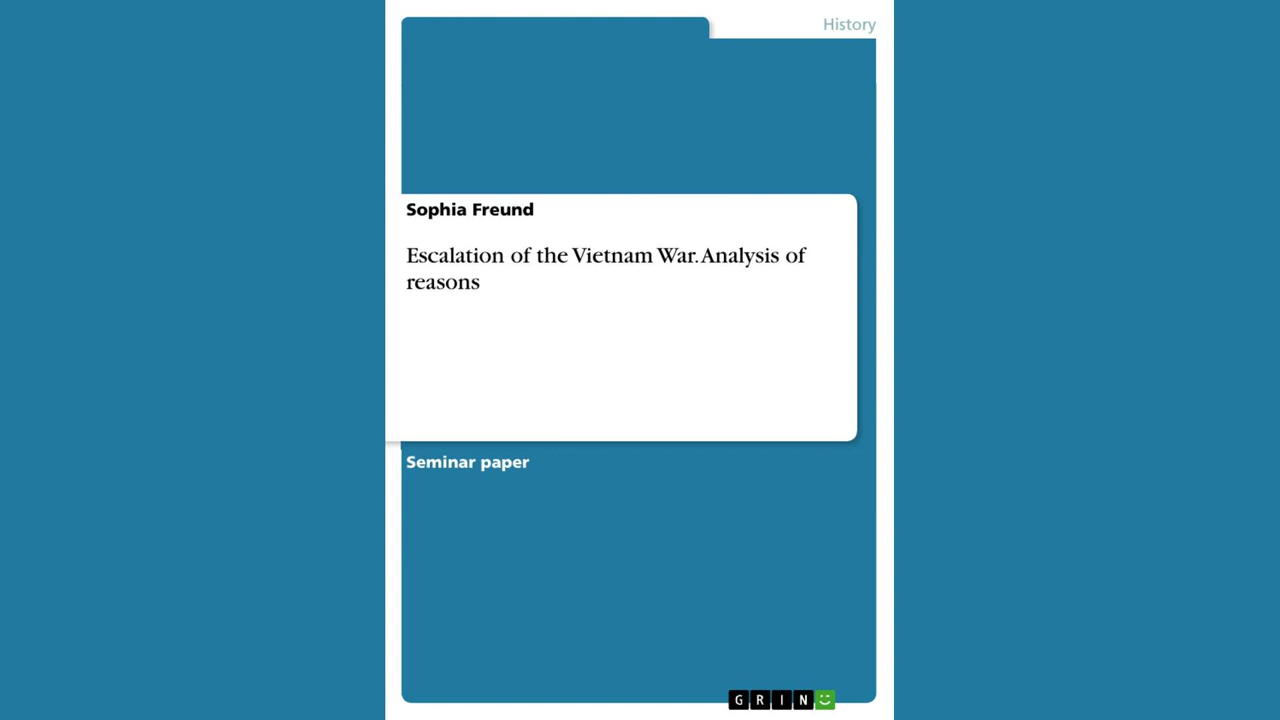 History
Sophia Freund
Escalation of the Vietnam War. Analysis of
reasons
Seminar paper
GRIN